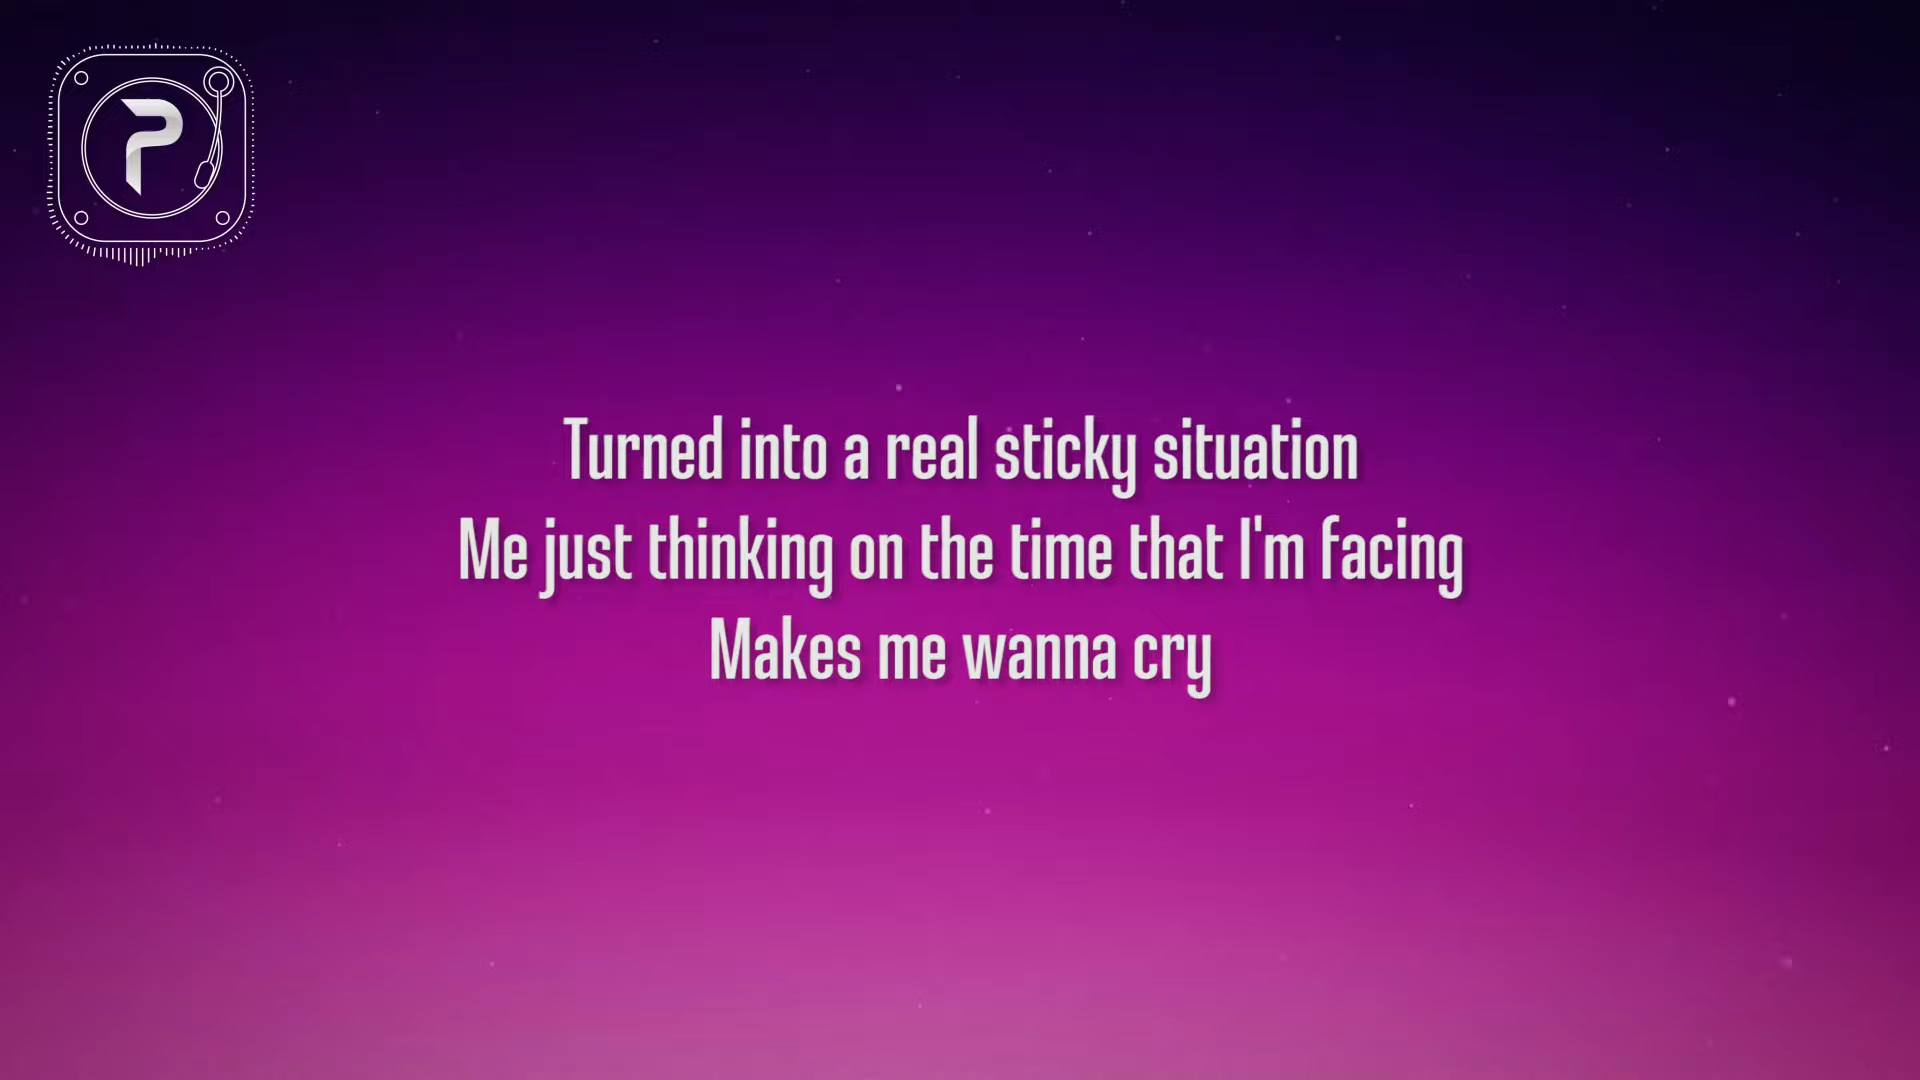 P
Turned into a real sticky situation
Me just thinking on the time that I'm facing
Makes me wanna cry